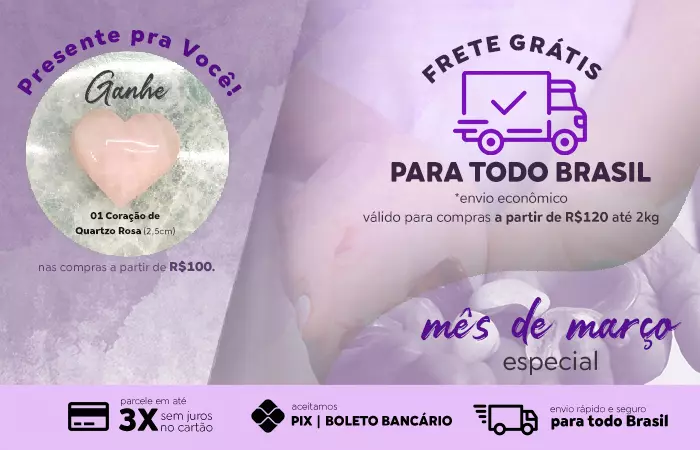 Presente pra Você!
Ganhe
01 Coração de
Quartzo Rosa (2,5cm)
nas compras a partir de R$100.
FRETE GRÁTIS
PARA TODO BRASIL
*envio econômico
válido para compras a partir de R$120 até 2kg
mês de março
especial
parcele em até
3X sem juros
no cartão
aceitamos
PIX | BOLETO BANCÁRIO
envio rápido e seguro
para todo Brasil